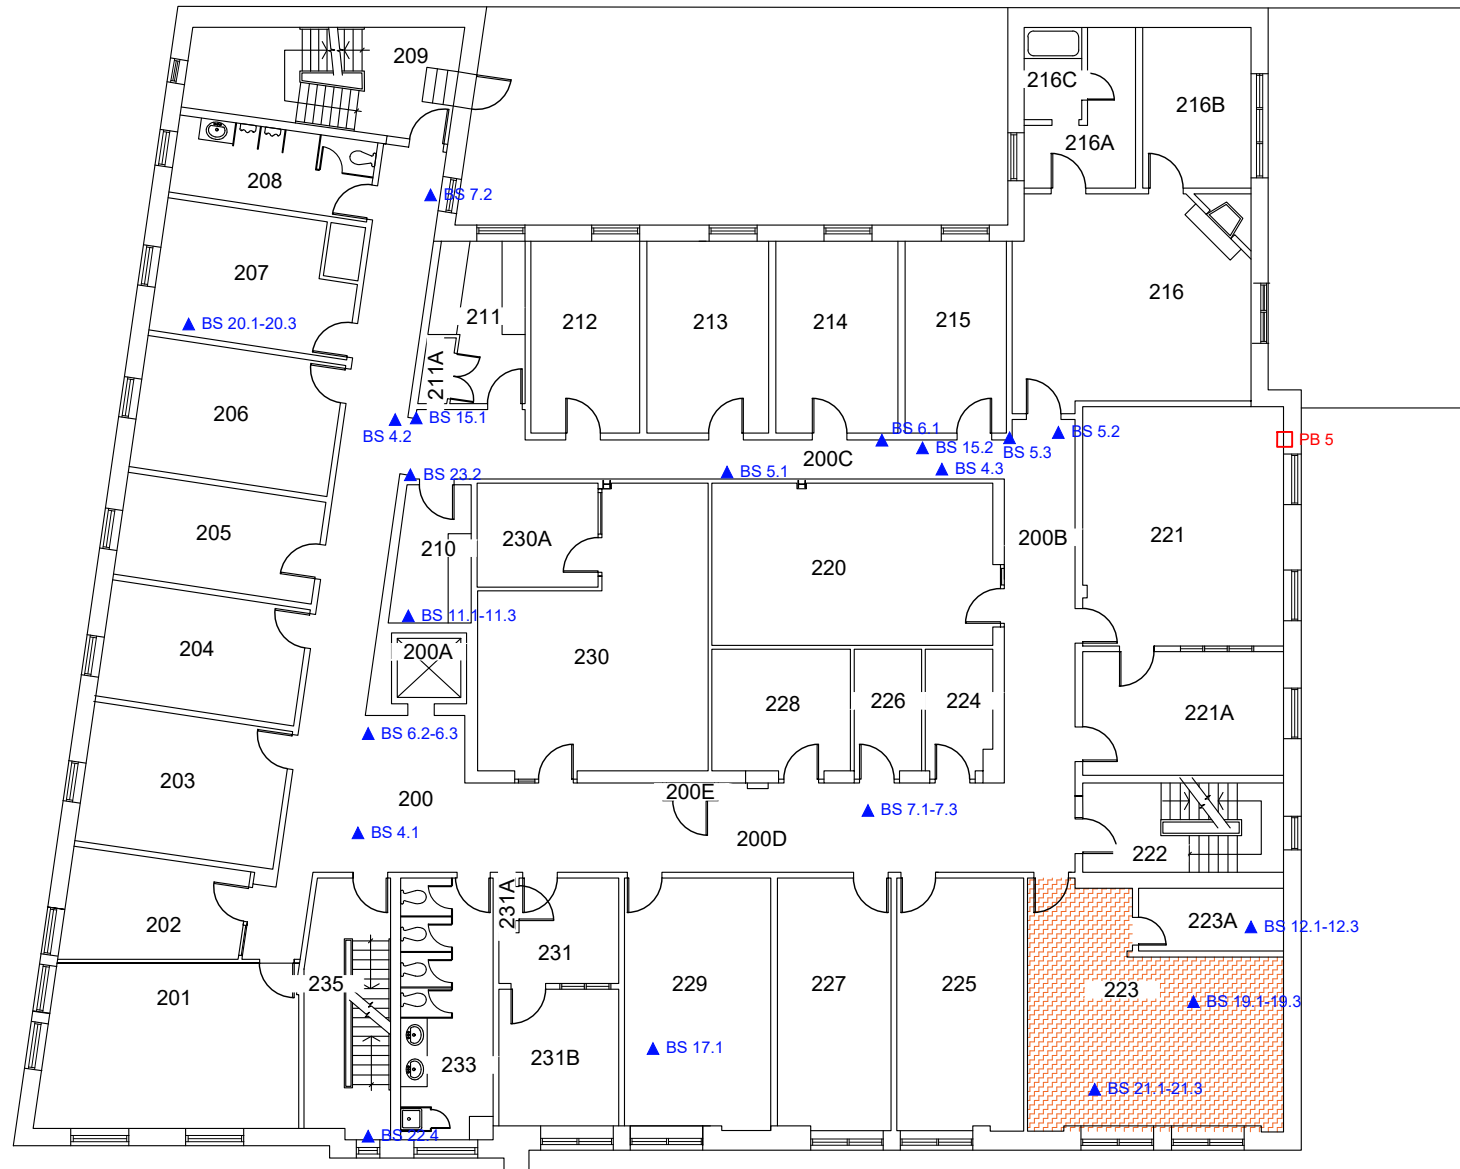 209
216C
216B
216A
208
BS 7.2
207
216
211
212
213
214
215
BS 20.1-20.3
211A
206
BS 15.1
BS 4.2
BS 6.1
BS 5.2
BS 15.2
BS 5.3
PB 5
200C
BS 4.3
BS 5.1
BS 23.2
205
210
230A
200B
221
220
BS 11.1-11.3
204
200A
230
228
226
224
221A
BS 6.2-6.3
203
200
200E
BS 7.1-7.3
BS 4.1
200D
222
231A
202
223A
BS 12.1-12.3
231
201
235
229
227
225
223
BS 19.1-19.3
233
231B
BS 17.1
BS 21.1-21.3
BS 22.4